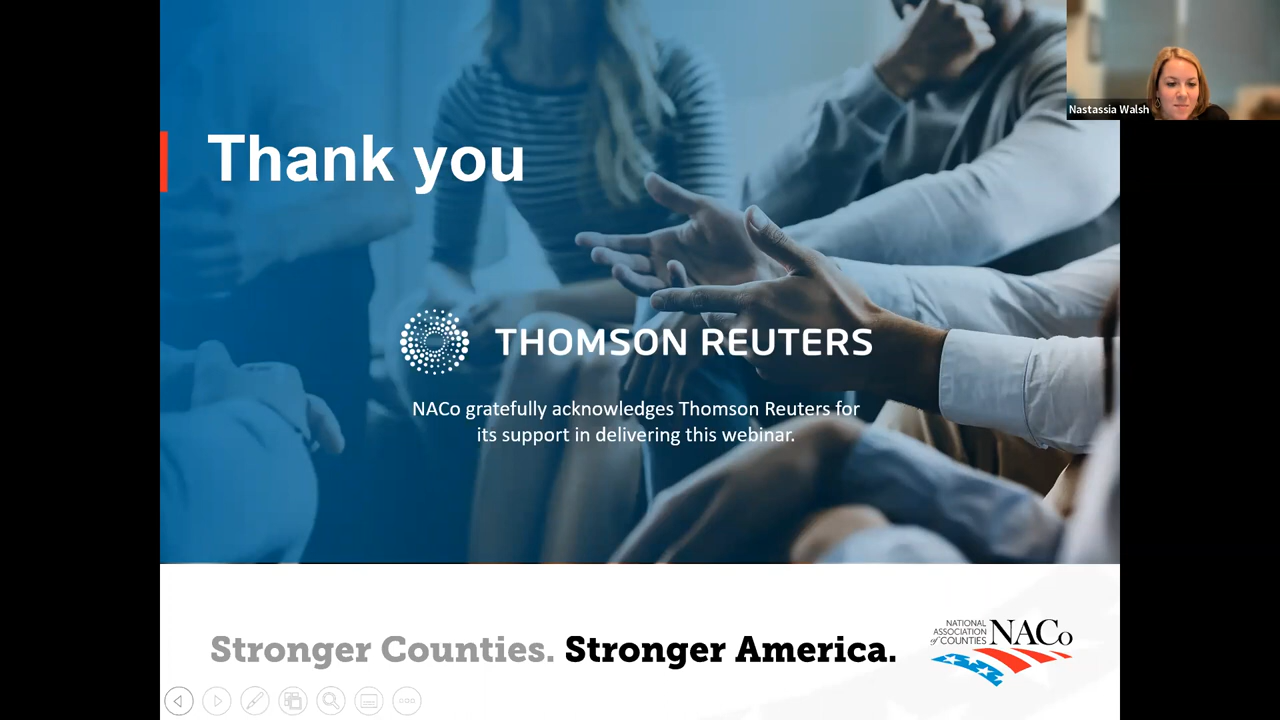 Nastassia Walsh
Thank you
THOMSON REUTERS
NACo gratefully acknowledges Thomson Reuters for
its support in delivering this webinar.
Stronger Counties. Stronger America.
NATIONAL
ASSOCIATION
of COUNTIES
NACo